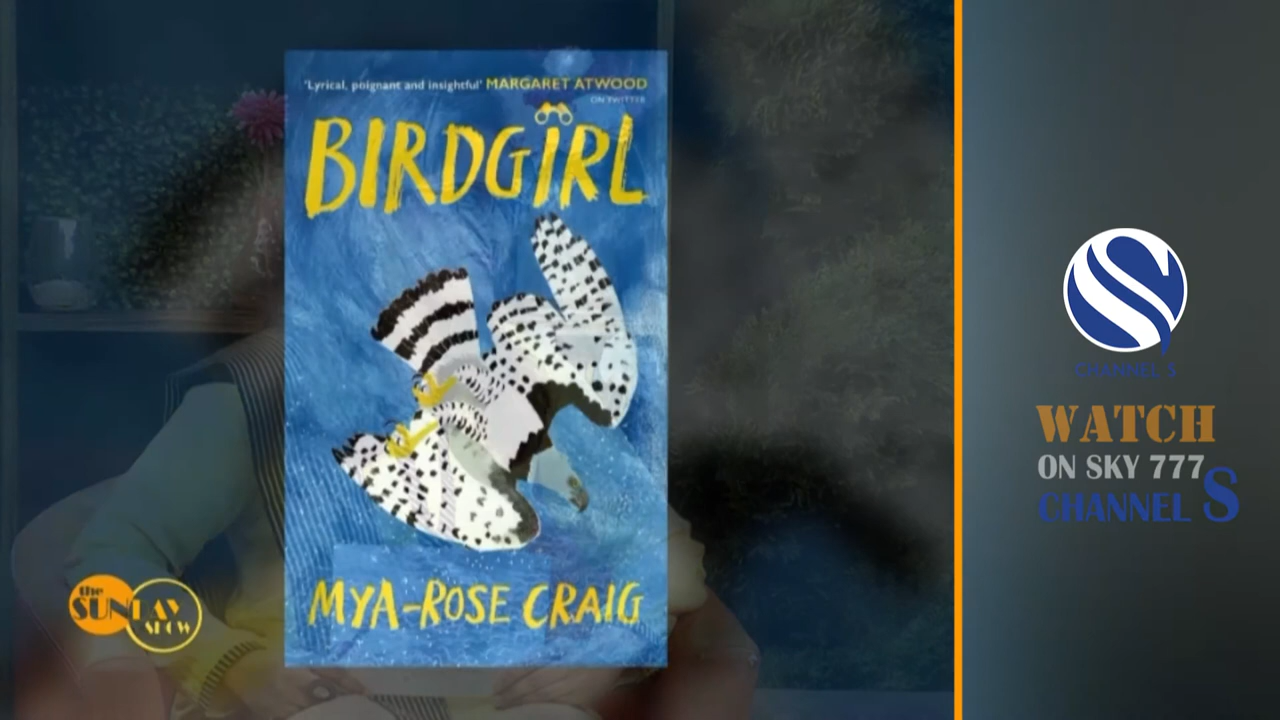 'Lyrical, poignant and insightful' MARGARET ATWOOD
ON TWITTER
BIRDGIRL
MYA-ROSE CRAIG
the
SUNDAY
SHOW
CHANNEL S
WATCH
ON SKY 777
CHANNEL S